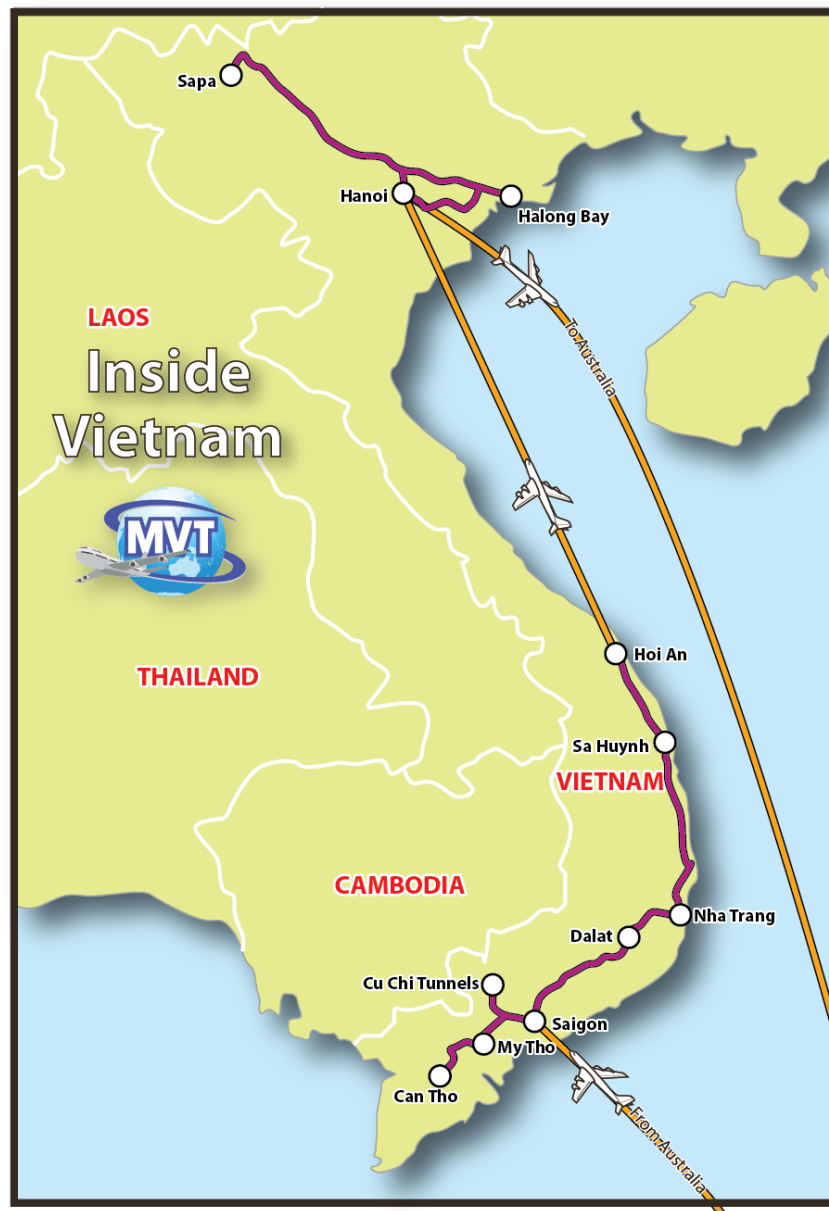 Sapa
Hanoi
Halong Bay
LAOS
To Australia
Inside
Vietnam
MVT
Hoi An
THAILAND
Sa Huynh
VIETNAM
CAMBODIA
Nha Trang
Dalat
Cu Chi Tunnels
Saigon
My Tho
Can Tho
From Australia